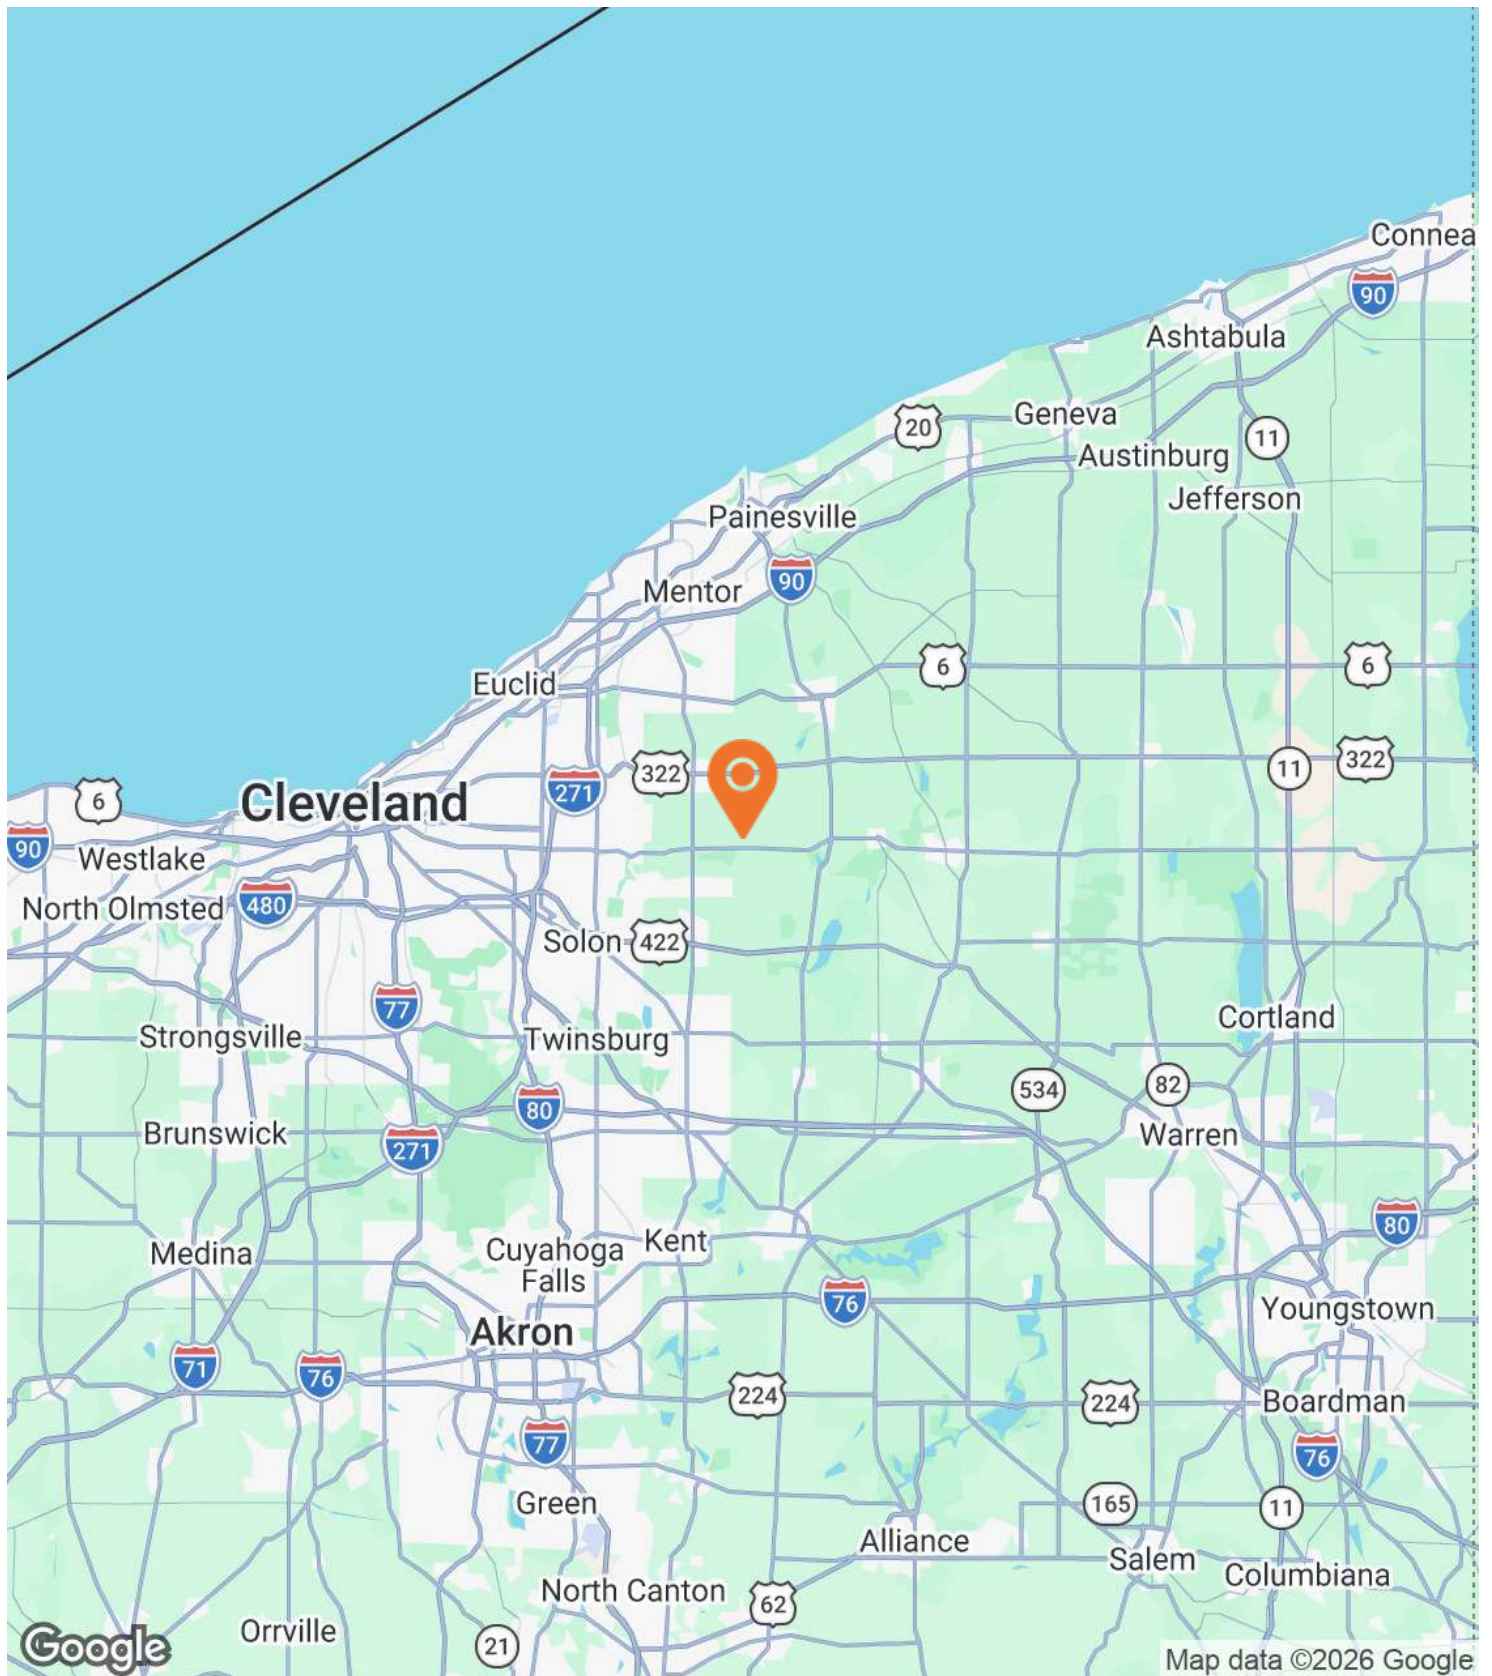 Connea
90
Ashtabula
Geneva
20
11
Austinburg
Jefferson
Painesville
90
Mentor
6
6
Euclid
322
322
11
271
6
Cleveland
90
Westlake
480
North Olmsted
Solon
422
77
Cortland
Strongsville
Twinsburg
534
82
80
Brunswick
271
Warren
80
Medina
Cuyahoga
Falls
Kent
76
Youngstown
Akron
71
76
224
224
Boardman
77
76
Green
165
11
Alliance
Salem
Columbiana
North Canton
62
Orrville
21
Google
Map data ©2026 Google